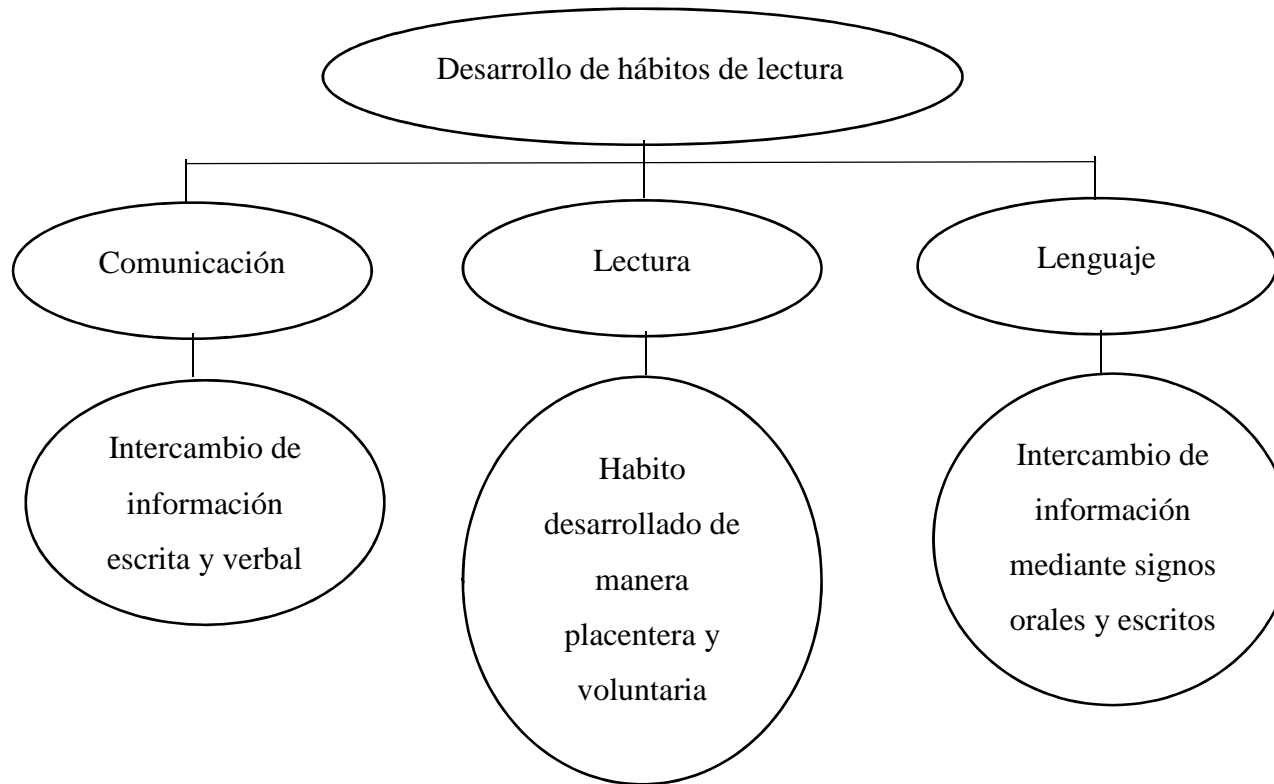 Desarrollo de hábitos de lectura
Comunicación
Lectura
Lenguaje
Intercambio de
información
escrita y verbal
Habito
desarrollado de
manera
placentera y
voluntaria
Intercambio de
información
mediante signos
orales y escritos